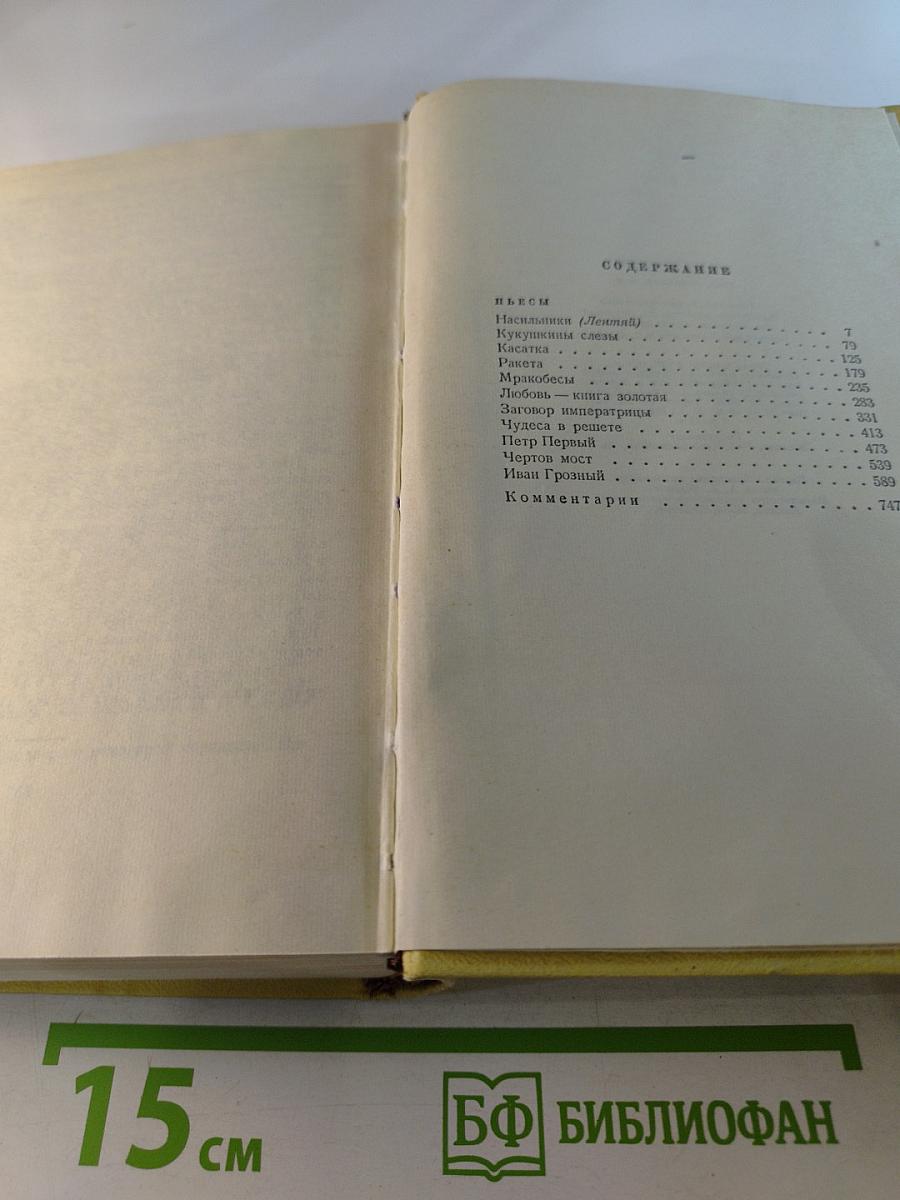 СОДЕРЖАНИЕ
ПЬЕСЫ
Насильники (Лентяй) . . . . . . . . . . . 7
Кукушкины слезы . . . . . . . . . . . . 79
Касатка . . . . . . . . . . . . . . . . 125
Ракета . . . . . . . . . . . . . . . . 179
Мракобесы . . . . . . . . . . . . . . 235
Любовь — книга золотая . . . . . . . . . 283
Заговор императрицы . . . . . . . . . . 331
Чудеса в решете . . . . . . . . . . . . 413
Петр Первый . . . . . . . . . . . . . 473
Чертов мост . . . . . . . . . . . . . 539
Иван Грозный . . . . . . . . . . . . . 589
Комментарии . . . . . . . . . . . . 747
15 см
БФ БИБЛИОФАН